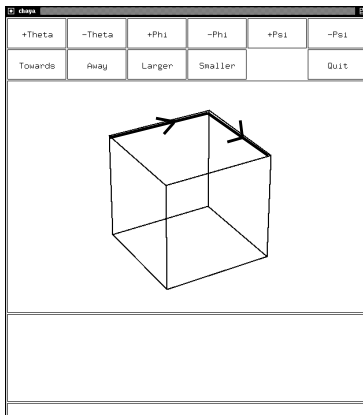 chaya
+Theta -Theta +Phi -Phi +Psi -Psi
Towards Away Larger Smaller Quit